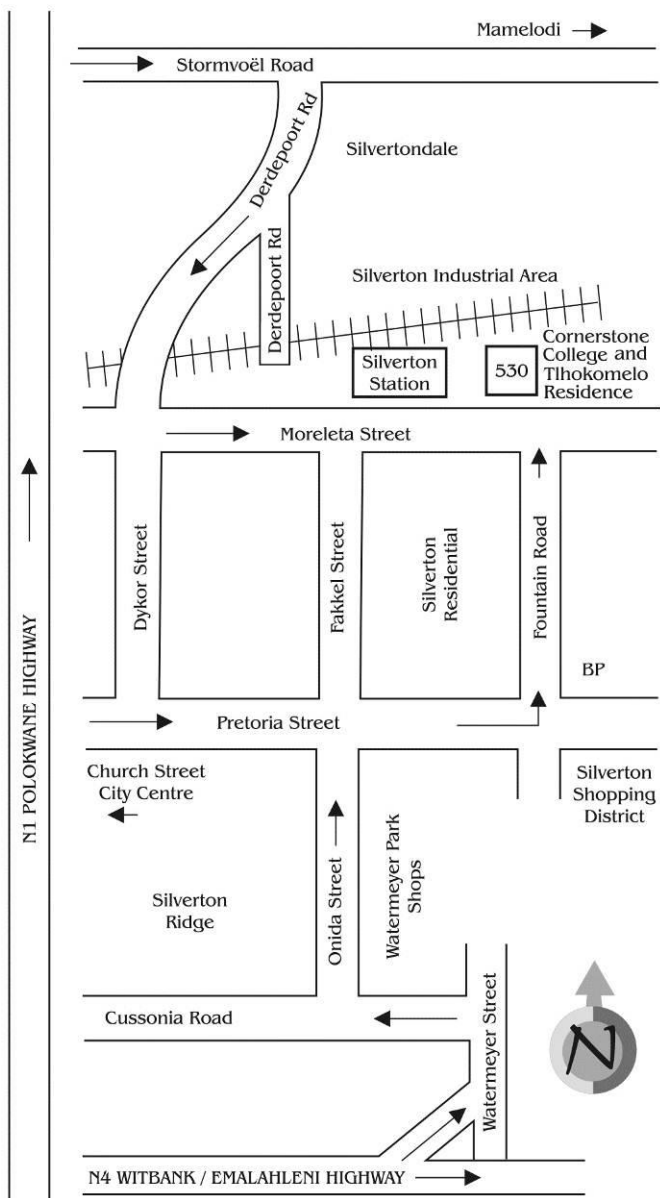 Mamelodi
Stormvoël Road
Derdepoort Rd
Silvertondale
Derdepoort Rd
Silverton Industrial Area
Silverton
Station
530
Cornerstone
College and
Tlhokomelo
Residence
Moreleta Street
Dykor Street
Fakkel Street
Silverton
Residential
Fountain Road
BP
Pretoria Street
N1 POLOKWANE HIGHWAY
Church Street
City Centre
Silverton
Shopping
District
Silverton
Ridge
Onida Street
Watermeyer Park
Shops
Cussonia Road
Watermeyer Street
N
N4 WITBANK / EMALAHLENI HIGHWAY